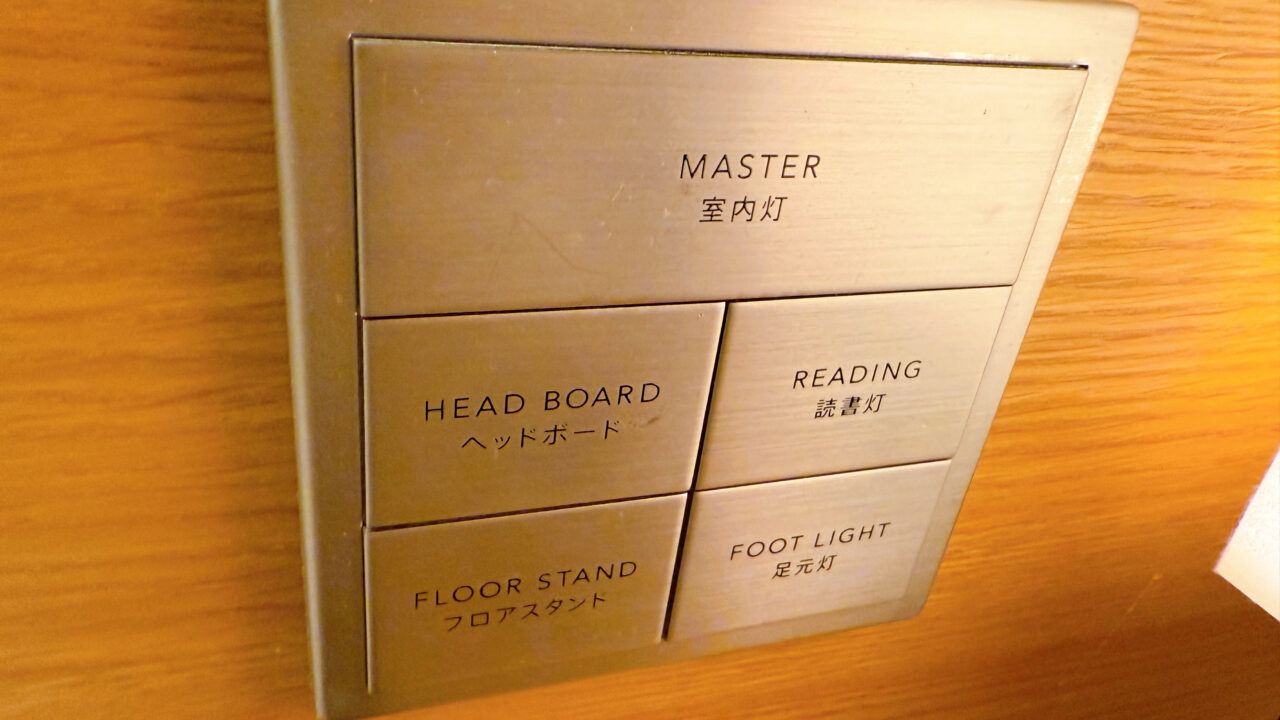 MASTER
室内灯
HEAD BOARD
ヘッドボード
READING
読書灯
FLOOR STAND
フロアスタンド
FOOT LIGHT
足元灯